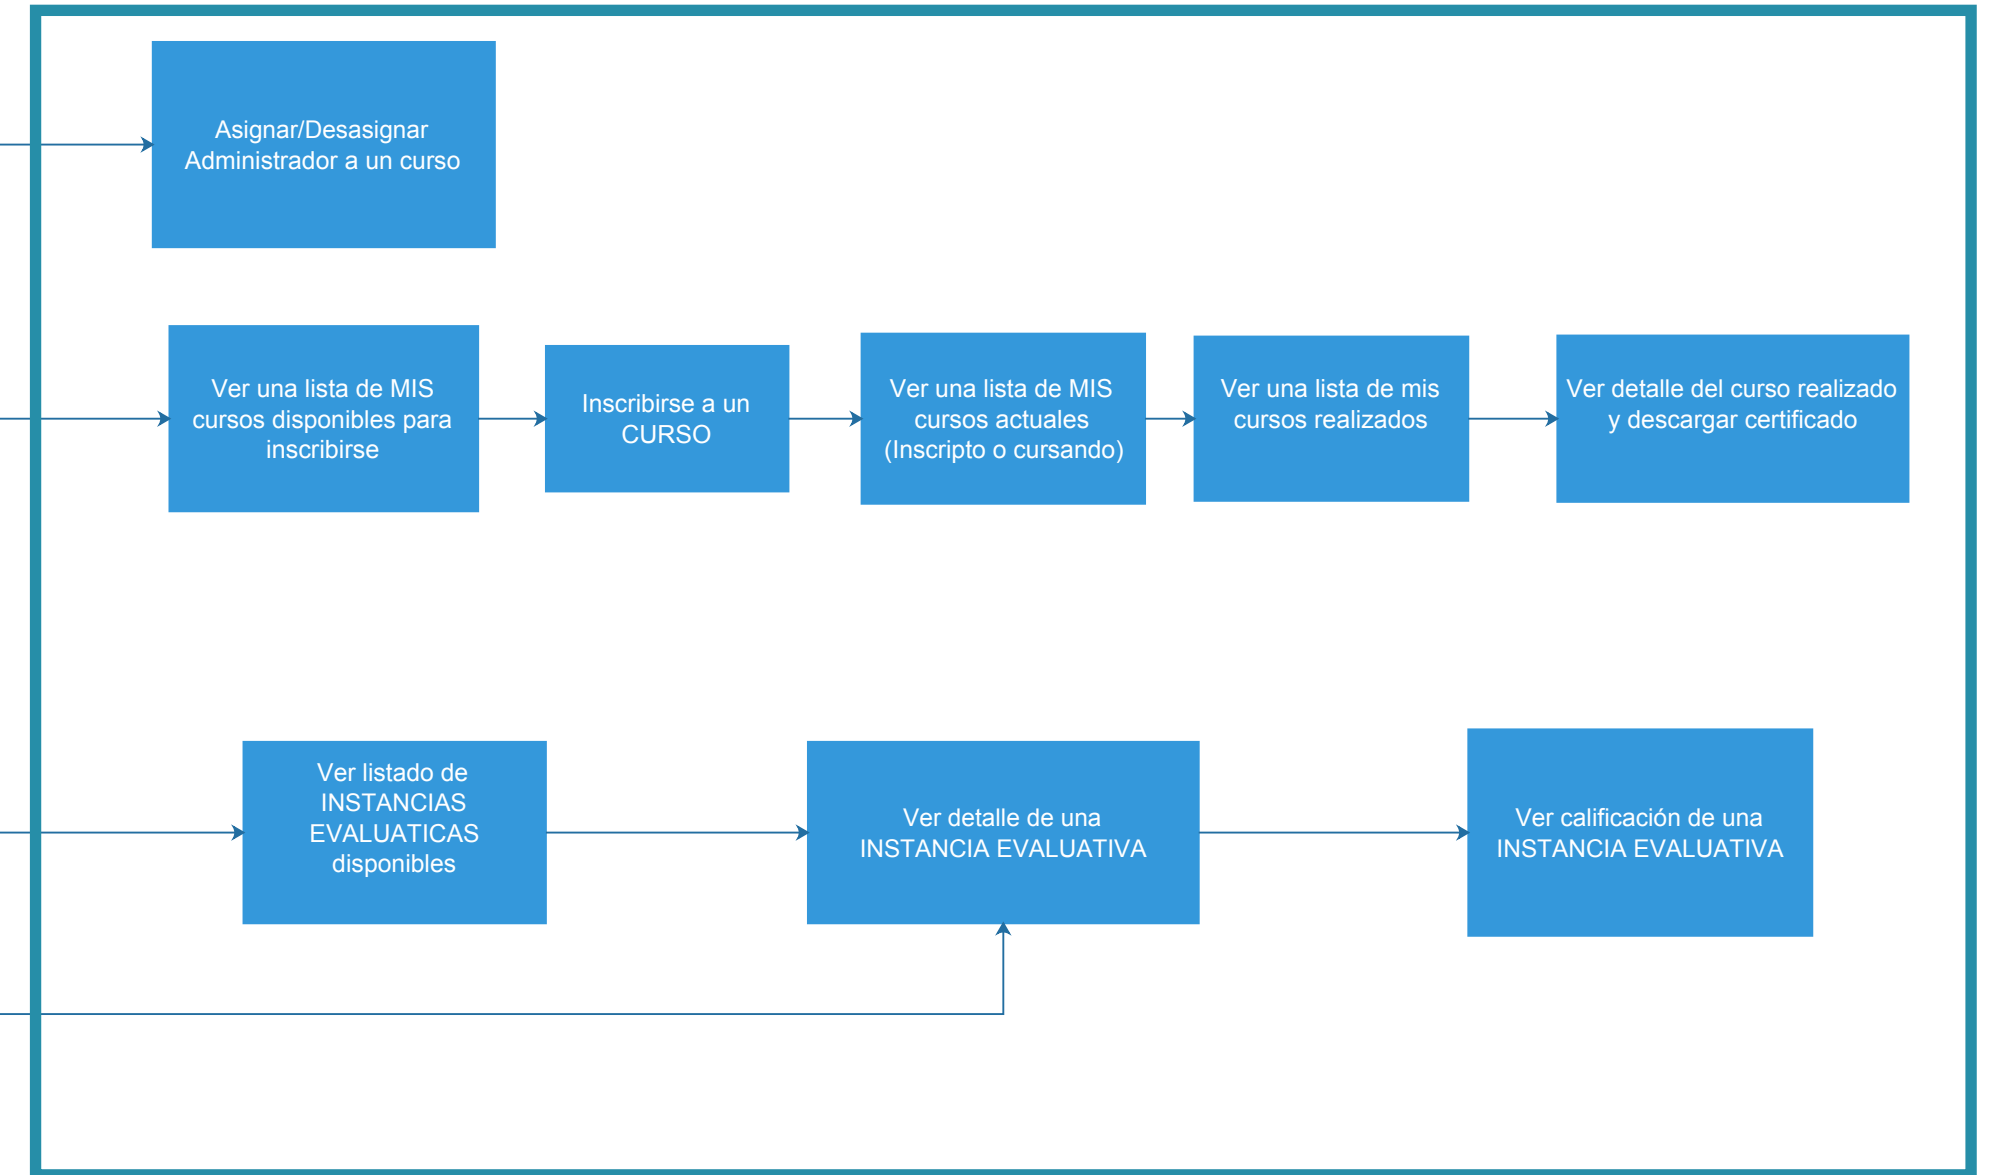 Asignar/Desasignar
Administrador a un curso
Ver una lista de MIS
cursos disponibles para
inscribirse
Inscribirse a un
CURSO
Ver una lista de MIS
cursos actuales
(Inscripto o cursando)
Ver una lista de mis
cursos realizados
Ver detalle del curso realizado
y descargar certificado
Ver listado de
INSTANCIAS
EVALUATICAS
disponibles
Ver detalle de una
INSTANCIA EVALUATIVA
Ver calificación de una
INSTANCIA EVALUATIVA